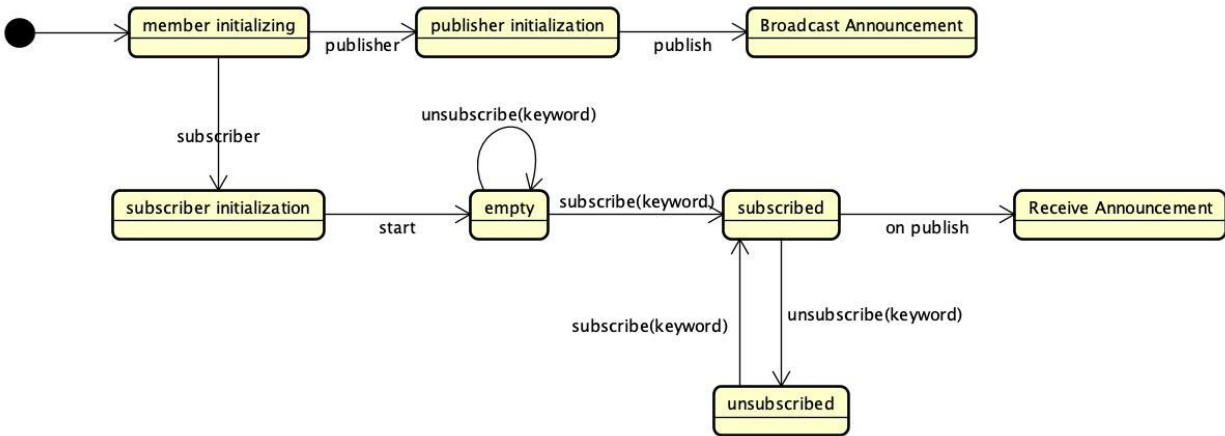 member initializing
publisher
publisher initialization
publish
Broadcast Announcement
subscriber
unsubscribe(keyword)
subscriber initialization
start
empty
subscribe(keyword)
subscribed
on publish
Receive Announcement
subscribe(keyword)
unsubscribe(keyword)
unsubscribed